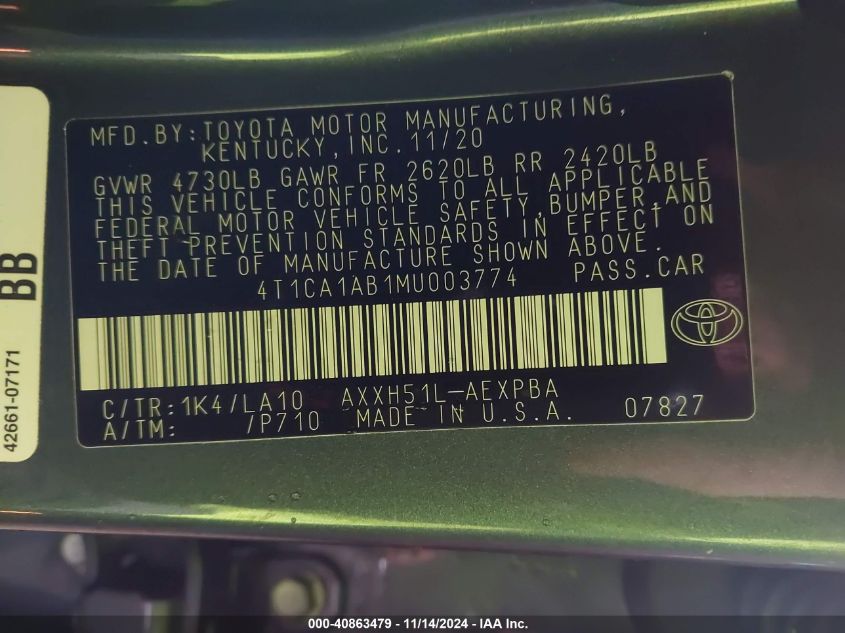 MFD.BY:TOYOTA MOTOR MANUFACTURING,
KENTUCKY,INC.11/20
GVWR 4730LB GAWR FR 2620LB RR 2420LB
THIS VEHICLE CONFORMS TO ALL APPLICABLE
FEDERAL MOTOR VEHICLE SAFETY,BUMPER,AND
THEFT PREVENTION STANDARDS IN EFFECT ON
THE DATE OF MANUFACTURE SHOWN ABOVE.
4T1CA1AB1MU003774 PASS.CAR
C/TR:1K4/LA10 AXXH51L-AEXPBA
A/TM: /P710 MADE IN U.S.A. 07827
BB
42661-07171
000-40863479 - 11/14/2024 - IAA Inc.